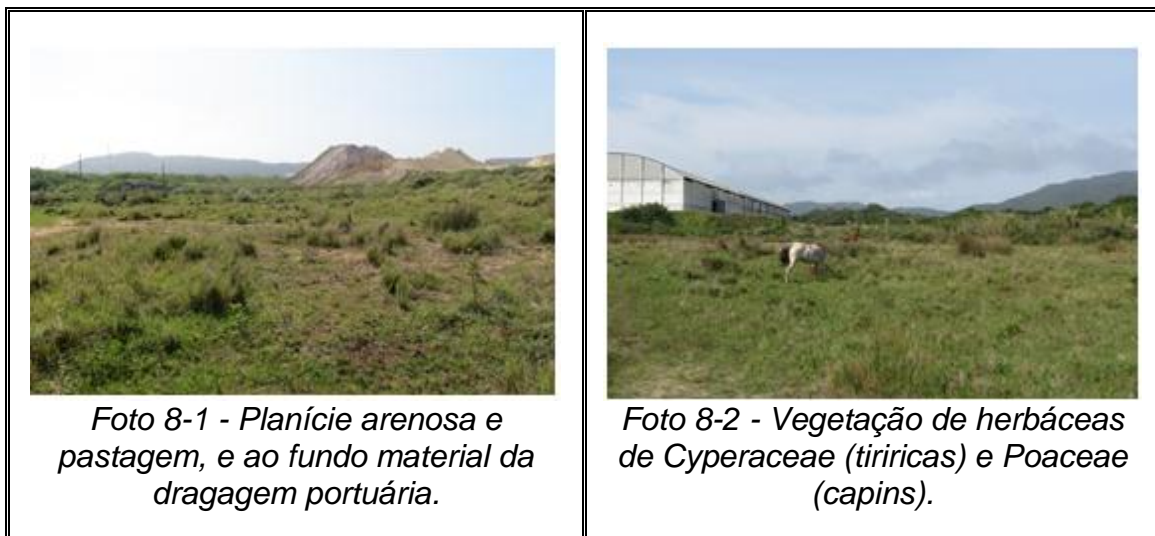 Foto 8-1 - Planície arenosa e
pastagem, e ao fundo material da
dragagem portuária.
Foto 8-2 - Vegetação de herbáceas
de Cyperaceae (tiriricas) e Poaceae
(capins).